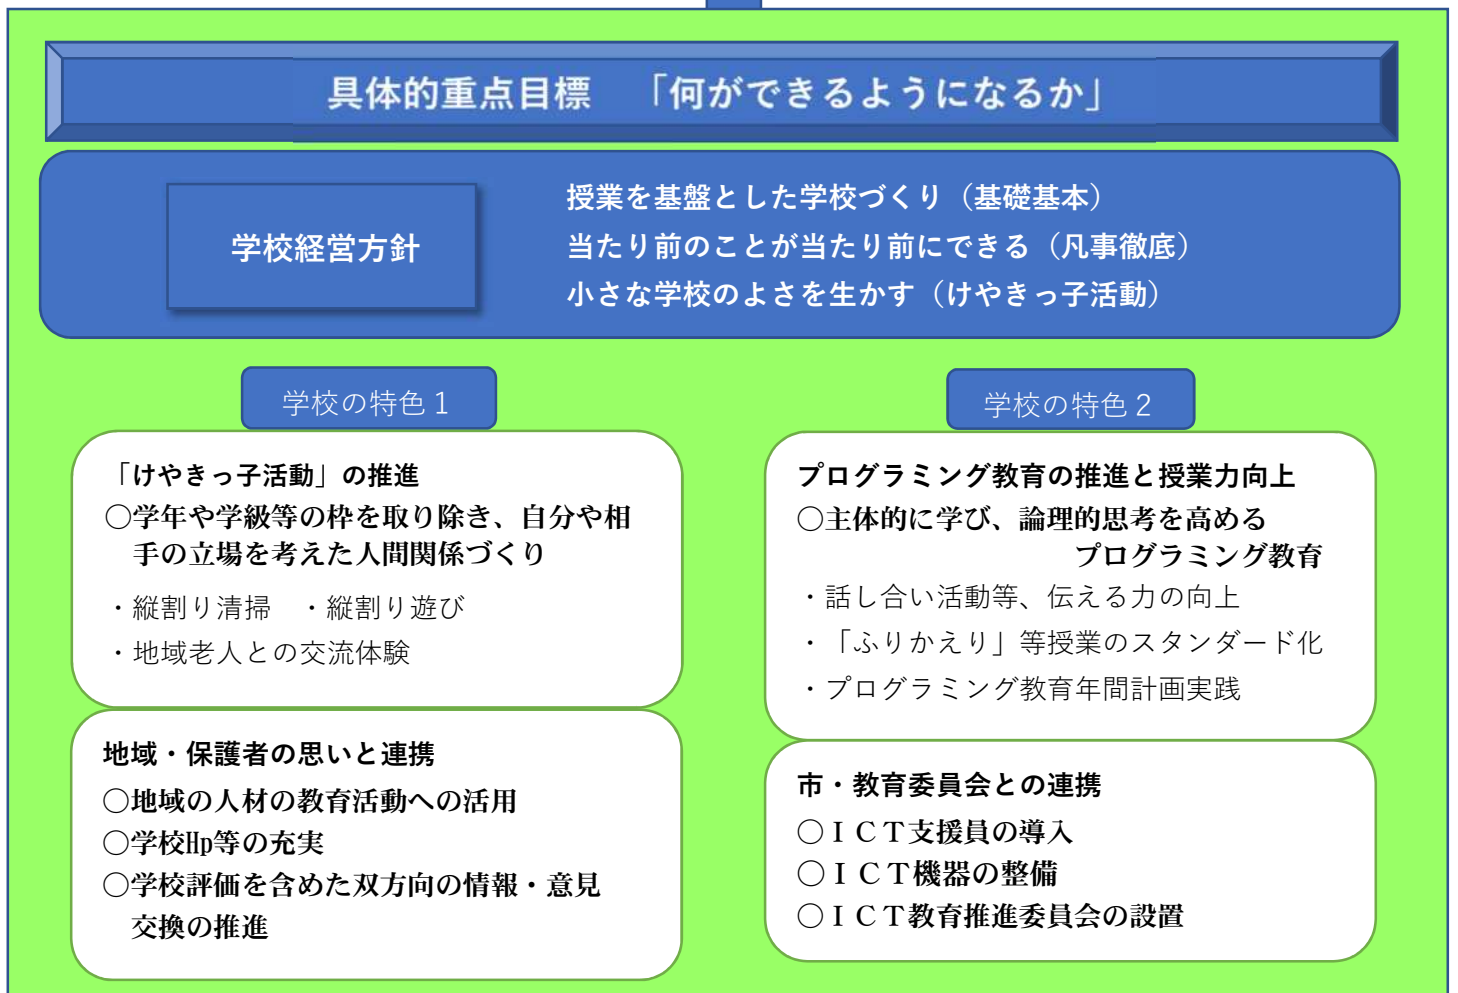 具体的重点目標　「何ができるようになるか」
学校経営方針
授業を基盤とした学校づくり（基礎基本）
当たり前のことが当たり前にできる（凡事徹底）
小さな学校のよさを生かす（けやきっ子活動）
学校の特色１
「けやきっ子活動」の推進
○学年や学級等の枠を取り除き、自分や相
手の立場を考えた人間関係づくり
・縦割り清掃　・縦割り遊び
・地域老人との交流体験
地域・保護者の思いと連携
○地域の人材の教育活動への活用
○学校Hp等の充実
○学校評価を含めた双方向の情報・意見
交換の推進
学校の特色２
プログラミング教育の推進と授業力向上
○主体的に学び、論理的思考を高める
プログラミング教育
・話し合い活動等、伝える力の向上
・「ふりかえり」等授業のスタンダード化
・プログラミング教育年間計画実践
市・教育委員会との連携
○ＩＣＴ支援員の導入
○ＩＣＴ機器の整備
○ＩＣＴ教育推進委員会の設置